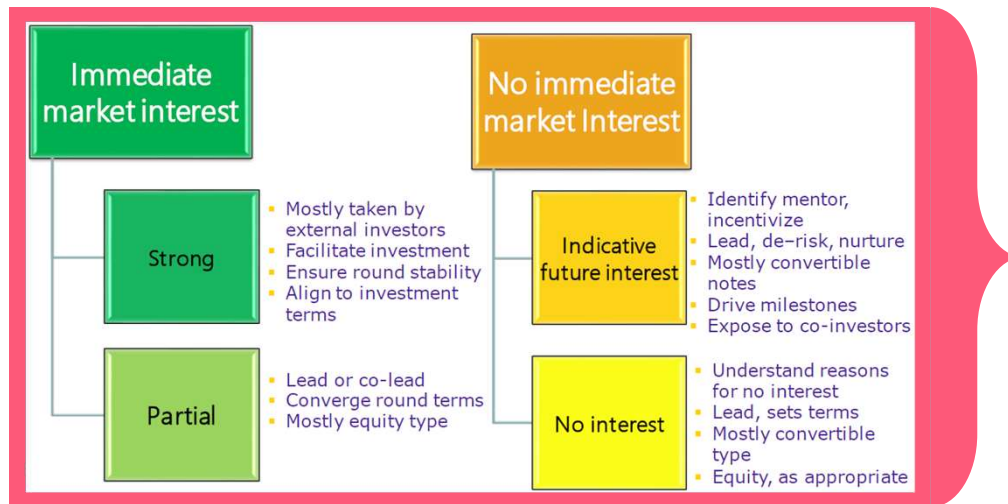 Immediate
market interest
Strong
▪ Mostly taken by
external investors
▪ Facilitate investment
▪ Ensure round stability
▪ Align to investment
terms
Partial
▪ Lead or co-lead
▪ Converge round terms
▪ Mostly equity type
No immediate
market Interest
Indicative
future interest
▪ Identify mentor,
incentivize
▪ Lead, de–risk, nurture
▪ Mostly convertible
notes
▪ Drive milestones
▪ Expose to co-investors
No interest
▪ Understand reasons
for no interest
▪ Lead, sets terms
▪ Mostly convertible
type
▪ Equity, as appropriate